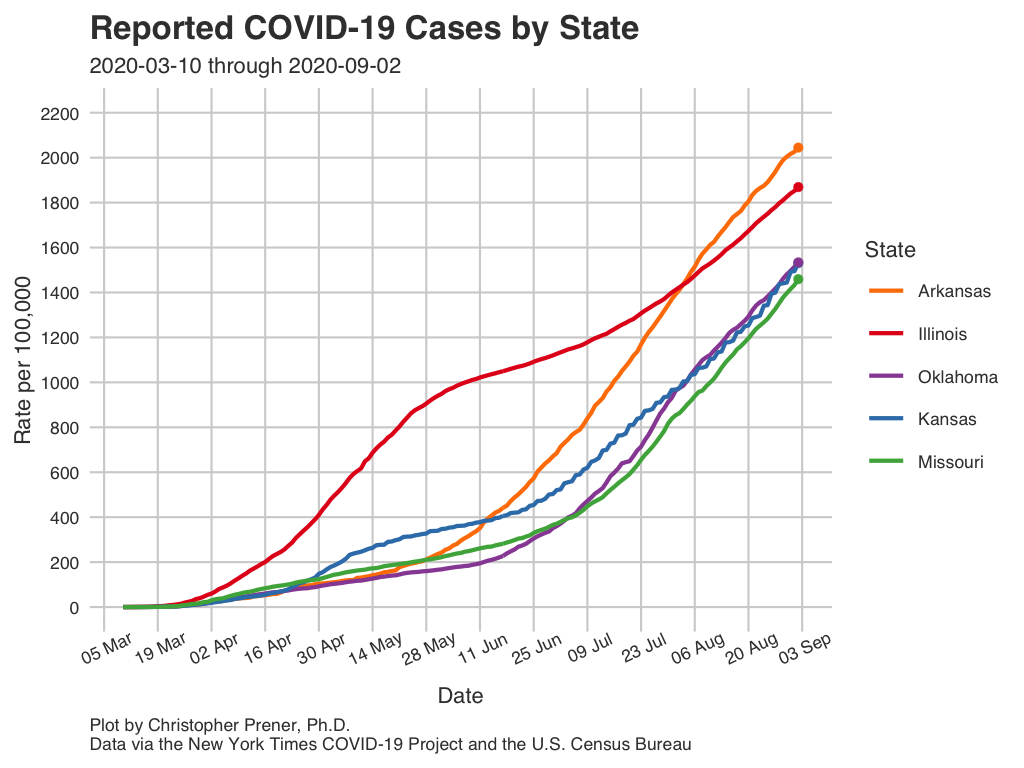 Reported COVID-19 Cases by State
2020-03-10 through 2020-09-02
2200
2000
1800
1600
1400
1200
1000
800
600
400
200
0
Rate per 100,000
05 Mar
19 Mar
02 Apr
16 Apr
30 Apr
14 May
28 May
11 Jun
25 Jun
09 Jul
23 Jul
06 Aug
20 Aug
03 Sep
Date
State
Arkansas
Illinois
Oklahoma
Kansas
Missouri
Plot by Christopher Prener, Ph.D.
Data via the New York Times COVID-19 Project and the U.S. Census Bureau